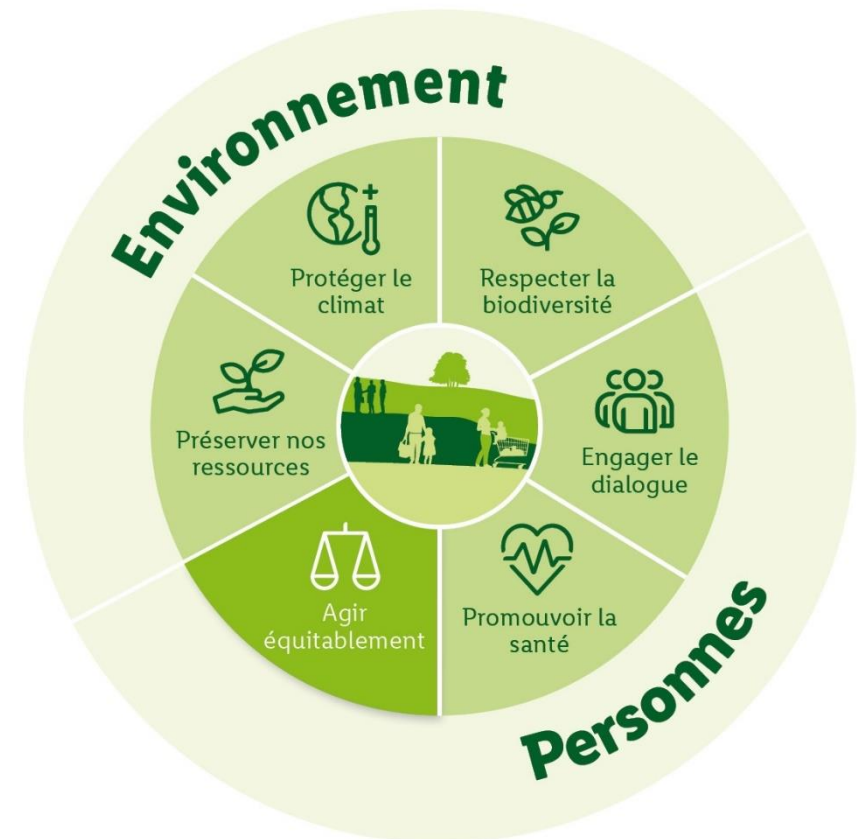 Environnement
Protéger le
climat
Respecter la
biodiversité
Préserver nos
ressources
Engager le
dialogue
Agir
équitablement
Promouvoir la
santé
Personnes